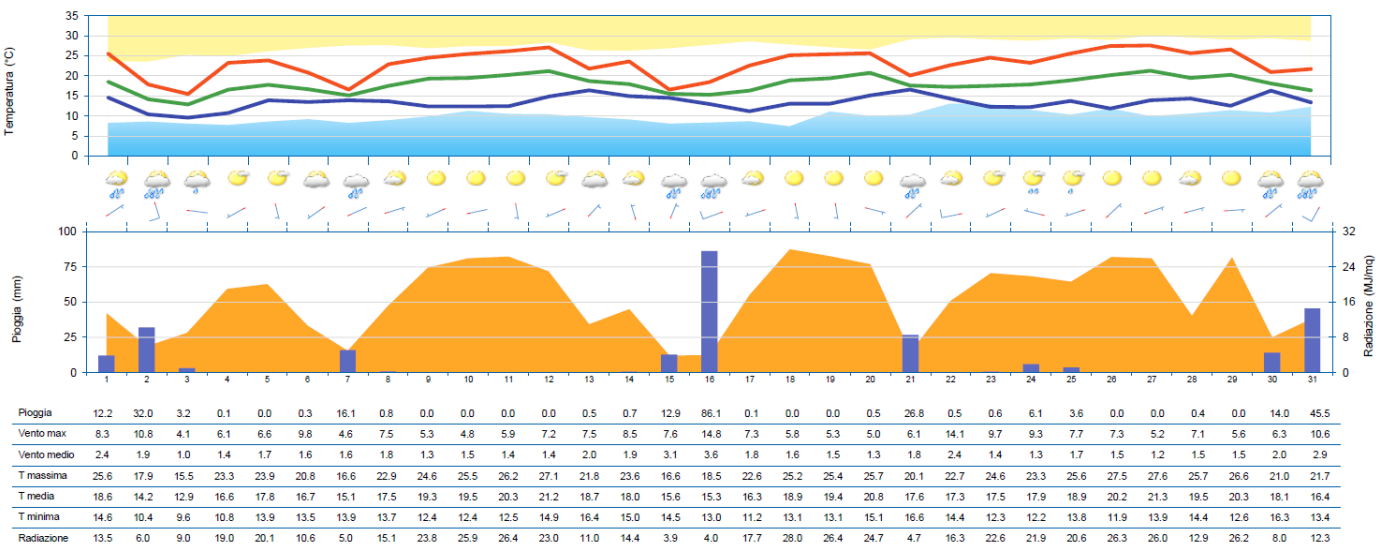 Temperatura (°C)
35
30
25
20
15
10
5
0
Pioggia (mm)
100
75
50
25
0
Radiazione (MJ/mq)
32
24
16
8
0
1 2 3 4 5 6 7 8 9 10 11 12 13 14 15 16 17 18 19 20 21 22 23 24 25 26 27 28 29 30 31
Pioggia 12.2 32.0 3.2 0.1 0.0 0.3 16.1 0.8 0.0 0.0 0.0 0.0 0.5 0.7 12.9 86.1 0.1 0.0 0.0 0.5 26.8 0.5 0.6 6.1 3.6 0.0 0.0 0.4 0.0 14.0 45.5
Vento max 8.3 10.8 4.1 6.1 6.6 9.8 4.6 7.5 5.3 4.8 5.9 7.2 7.5 8.5 7.6 14.8 7.3 5.8 5.3 5.0 6.1 14.1 9.7 9.3 7.7 7.3 5.2 7.1 5.6 6.3 10.6
Vento medio 2.4 1.9 1.0 1.4 1.7 1.6 1.6 1.8 1.3 1.5 1.4 1.4 2.0 1.9 3.1 3.6 1.8 1.6 1.5 1.3 1.8 2.4 1.4 1.3 1.7 1.5 1.2 1.5 1.5 2.0 2.9
T massima 25.6 17.9 15.5 23.3 23.9 20.8 16.6 22.9 24.6 25.5 26.2 27.1 21.8 23.6 16.6 18.5 22.6 25.2 25.4 25.7 20.1 22.7 24.6 23.3 25.6 27.5 27.6 25.7 26.6 21.0 21.7
T media 18.6 14.2 12.9 16.6 17.8 16.7 15.1 17.5 19.3 19.5 20.3 21.2 18.7 18.0 15.6 15.3 16.3 18.9 19.4 20.8 17.6 17.3 17.5 17.9 18.9 20.2 21.3 19.5 20.3 18.1 16.4
T minima 14.6 10.4 9.6 10.8 13.9 13.5 13.9 13.7 12.4 12.4 12.5 14.9 16.4 15.0 14.5 13.0 11.2 13.1 13.1 15.1 16.6 14.4 12.3 12.2 13.8 11.9 13.9 14.4 12.6 16.3 13.4
Radiazione 13.5 6.0 9.0 19.0 20.1 10.6 5.0 15.1 23.8 25.9 26.4 23.0 11.0 14.4 3.9 4.0 17.7 28.0 26.4 24.7 4.7 16.3 22.6 21.9 20.6 26.3 26.0 12.9 26.2 8.0 12.3